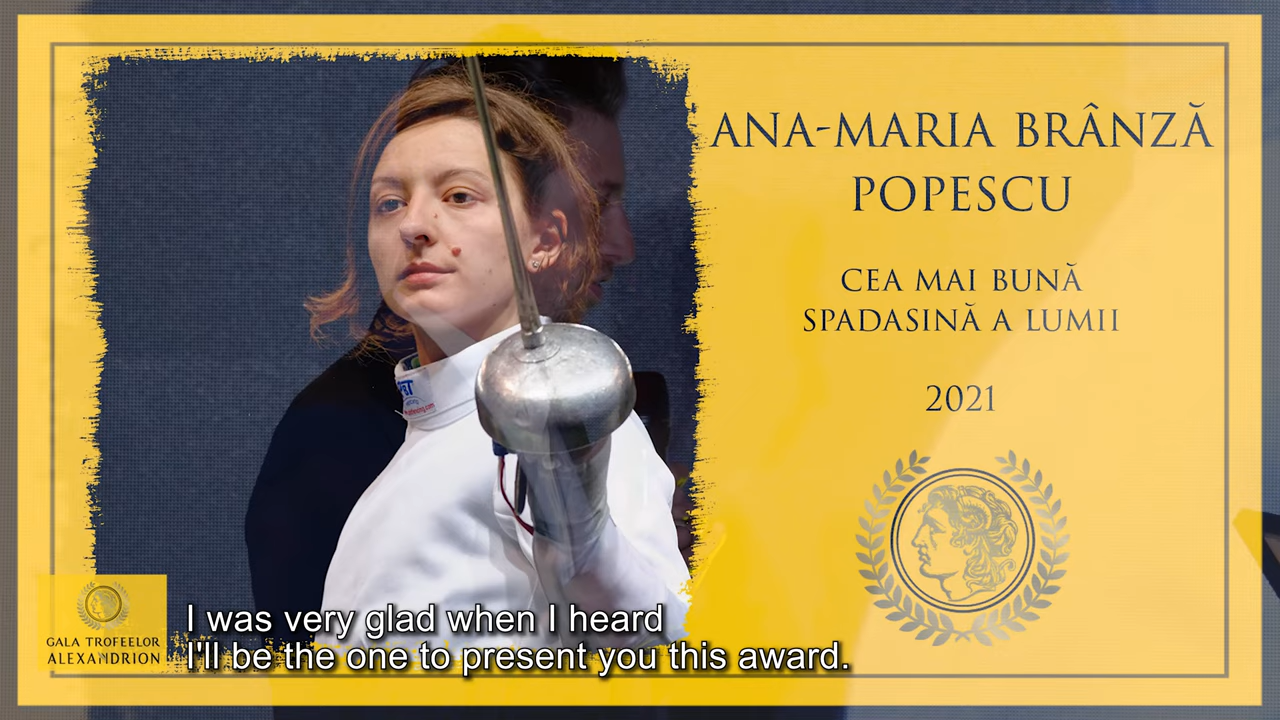 ANA-MARIA BRÂNZĂ
POPESCU
CEA MAI BUNĂ
SPADASINĂ A LUMII
2021
GALA TROFEELOR
ALEXANDRION
I was very glad when I heard
I'll be the one to present you this award.